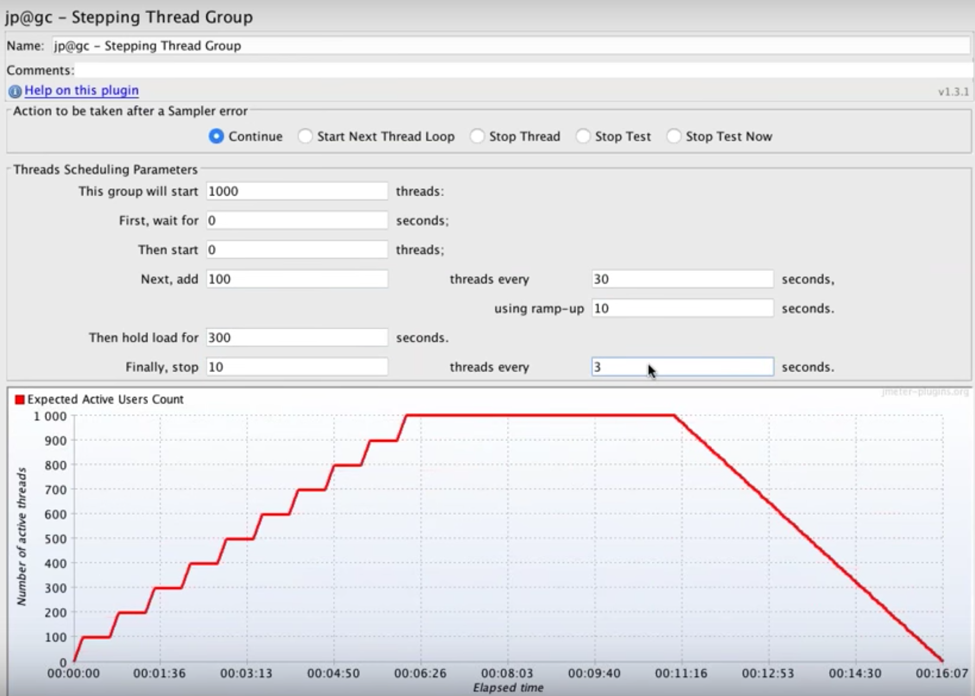 jp@gc - Stepping Thread Group
Name: jp@gc - Stepping Thread Group
Comments:
Help on this plugin v1.3.1
Action to be taken after a Sampler error
Continue Start Next Thread Loop Stop Thread Stop Test Stop Test Now
Threads Scheduling Parameters
This group will start 1000 threads:
First, wait for 0 seconds;
Then start 0 threads;
Next, add 100 threads every 30 seconds,
using ramp-up 10 seconds.
Then hold load for 300 seconds.
Finally, stop 10 threads every 3 seconds.
jmeter-plugins.org
Expected Active Users Count
Number of active threads
1 000
900
800
700
600
500
400
300
200
100
0
00:00:00 00:01:36 00:03:13 00:04:50 00:06:26 00:08:03 00:09:40 00:11:16 00:12:53 00:14:30 00:16:07
Elapsed time